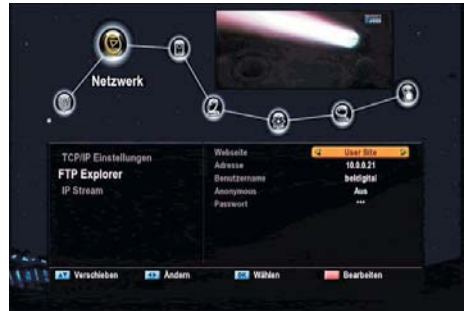 Netzwerk
TCP/IP Einstellungen
FTP Explorer
IP Stream
Webseite User Site
Adresse 10.0.0.21
Benutzername beldigital
Anonymous Aus
Passwort ***
Verschieben Ändern OK Wählen Bearbeiten